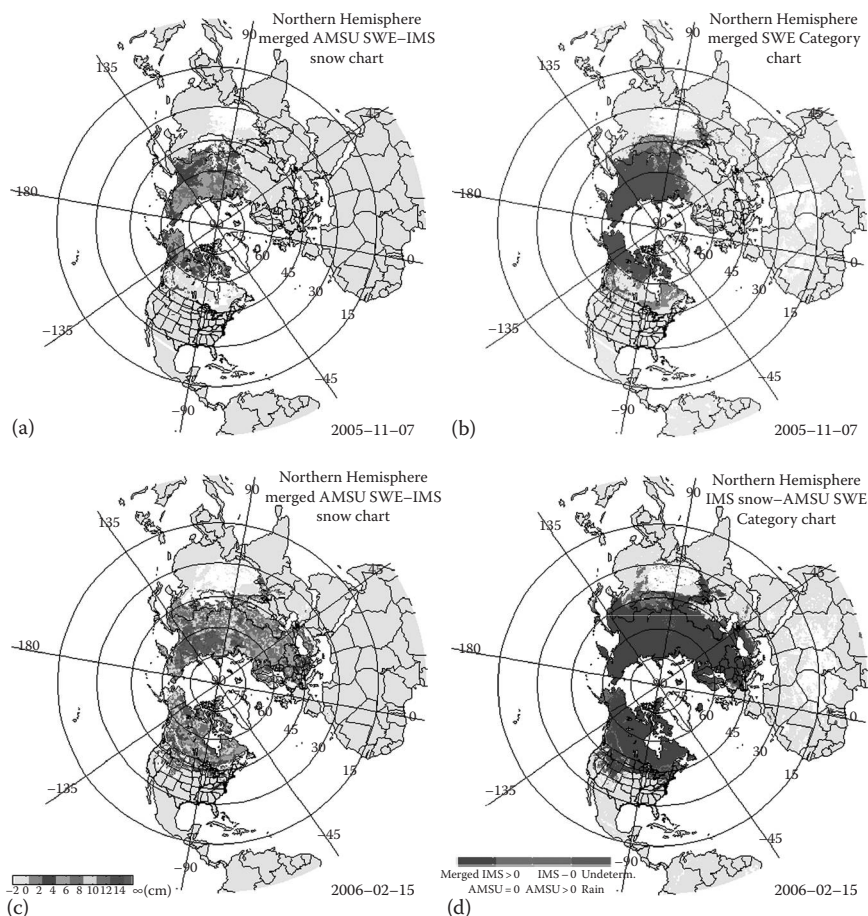 Northern Hemisphere
merged AMSU SWE–IMS
snow chart
90
135
45
180
0
60
45
30
15
–135
–45
–90
(a)
2005–11–07
Northern Hemisphere
merged SWE Category
chart
90
135
45
180
0
60
45
30
15
–135
–45
–90
(b)
2005–11–07
Northern Hemisphere
merged AMSU SWE–IMS
snow chart
90
135
45
–180
0
60
45
30
15
–135
–45
–90
–2 0 2 4 6 8 10 12 14 ∞(cm)
(c)
2006–02–15
Northern Hemisphere
IMS snow–AMSU SWE
Category chart
90
135
45
–180
0
60
45
30
15
–135
–45
–90
Merged IMS > 0 IMS – 0 Undeterm.
AMSU = 0 AMSU > 0 Rain
(d)
2006–02–15